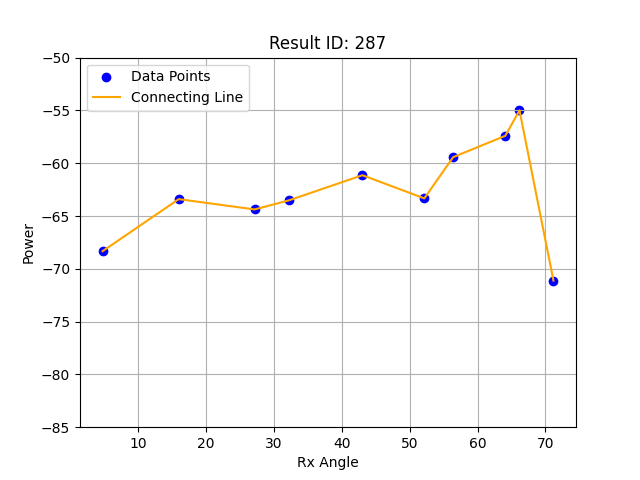 Result ID: 287
Data Points
Connecting Line
Power
−50
−55
−60
−65
−70
−75
−80
−85
10 20 30 40 50 60 70
Rx Angle